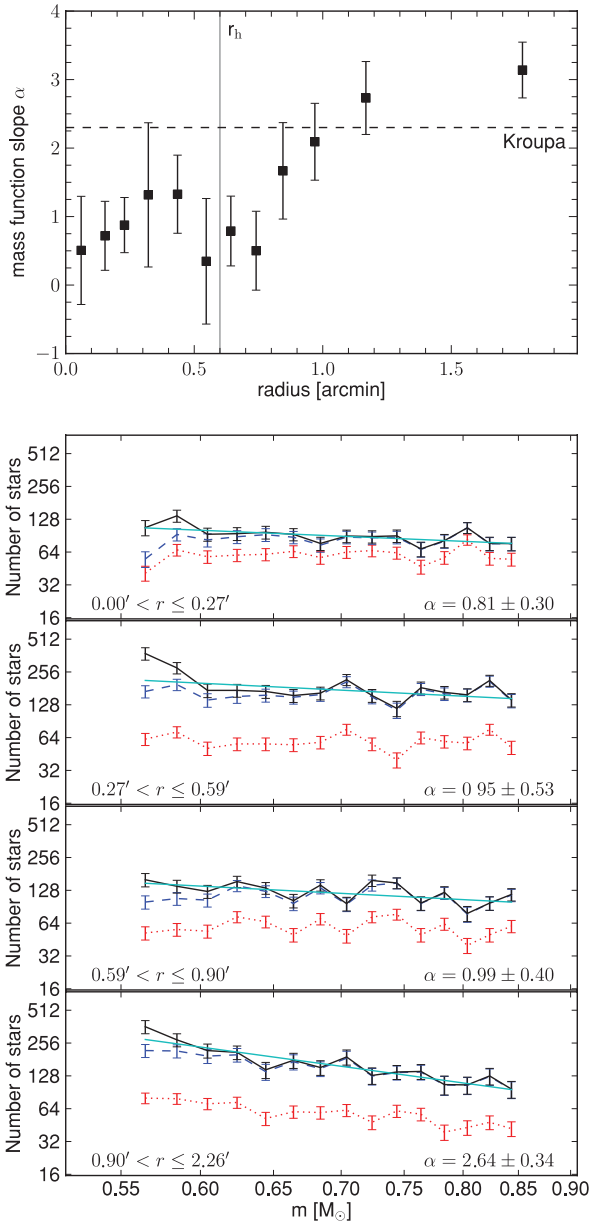 4
3
2
1
0
−1
mass function slope α
r_h
Kroupa
0.0 0.5 1.0 1.5
radius [arcmin]
512
256
128
64
32
16
Number of stars
0.00′ < r ≤ 0.27′ α = 0.81 ± 0.30
512
256
128
64
32
16
Number of stars
0.27′ < r ≤ 0.59′ α = 0 95 ± 0.53
512
256
128
64
32
16
Number of stars
0.59′ < r ≤ 0.90′ α = 0.99 ± 0.40
512
256
128
64
32
16
Number of stars
0.90′ < r ≤ 2.26′ α = 2.64 ± 0.34
0.55 0.60 0.65 0.70 0.75 0.80 0.85 0.90
m [M☉]